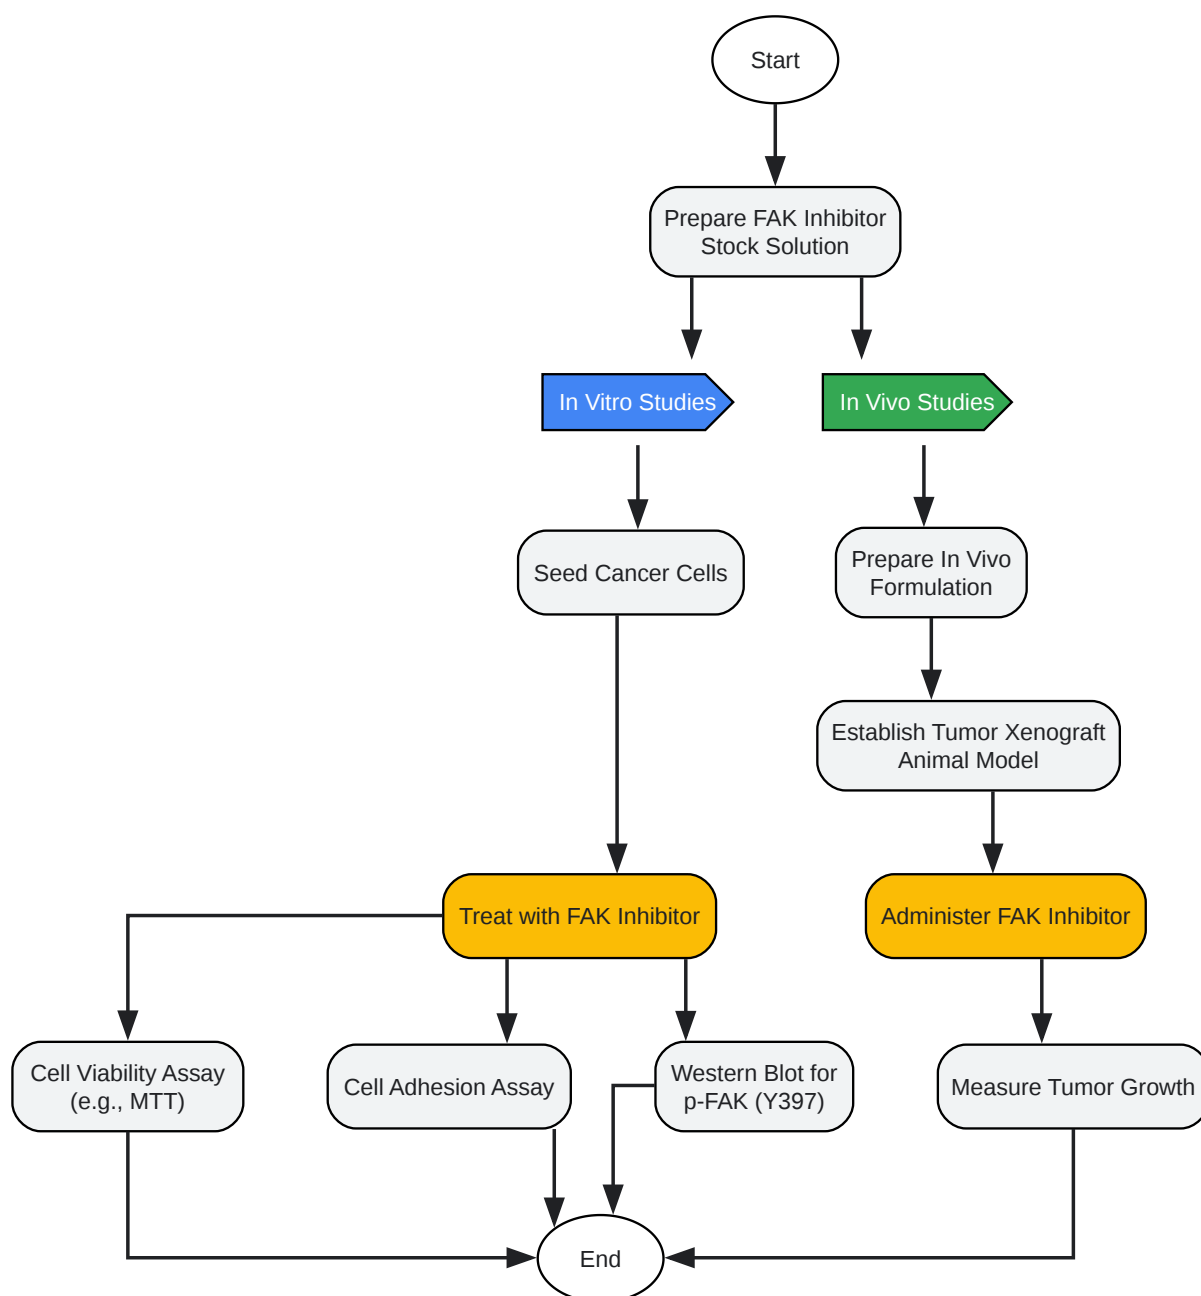 Start
Prepare FAK Inhibitor
Stock Solution
In Vitro Studies
In Vivo Studies
Seed Cancer Cells
Prepare In Vivo
Formulation
Establish Tumor Xenograft
Animal Model
Treat with FAK Inhibitor
Administer FAK Inhibitor
Cell Viability Assay
(e.g., MTT)
Cell Adhesion Assay
Western Blot for
p-FAK (Y397)
Measure Tumor Growth
End